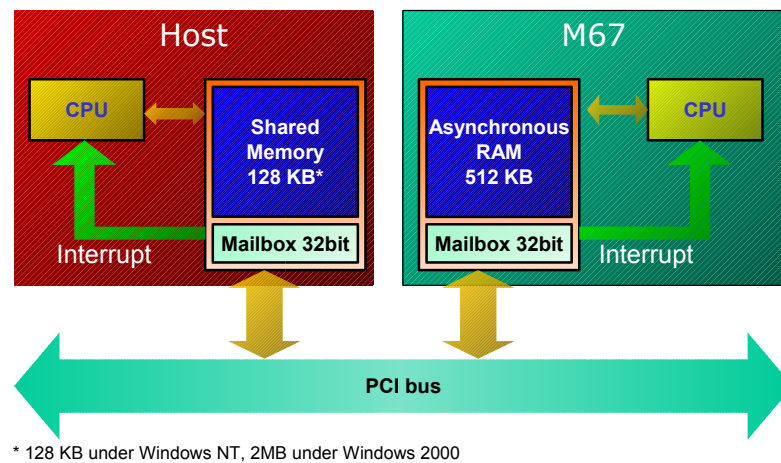 Host
M67
CPU
Shared
Memory
128 KB*
Mailbox 32bit
Interrupt
Asynchronous
RAM
512 KB
Mailbox 32bit
CPU
Interrupt
PCI bus
* 128 KB under Windows NT, 2MB under Windows 2000